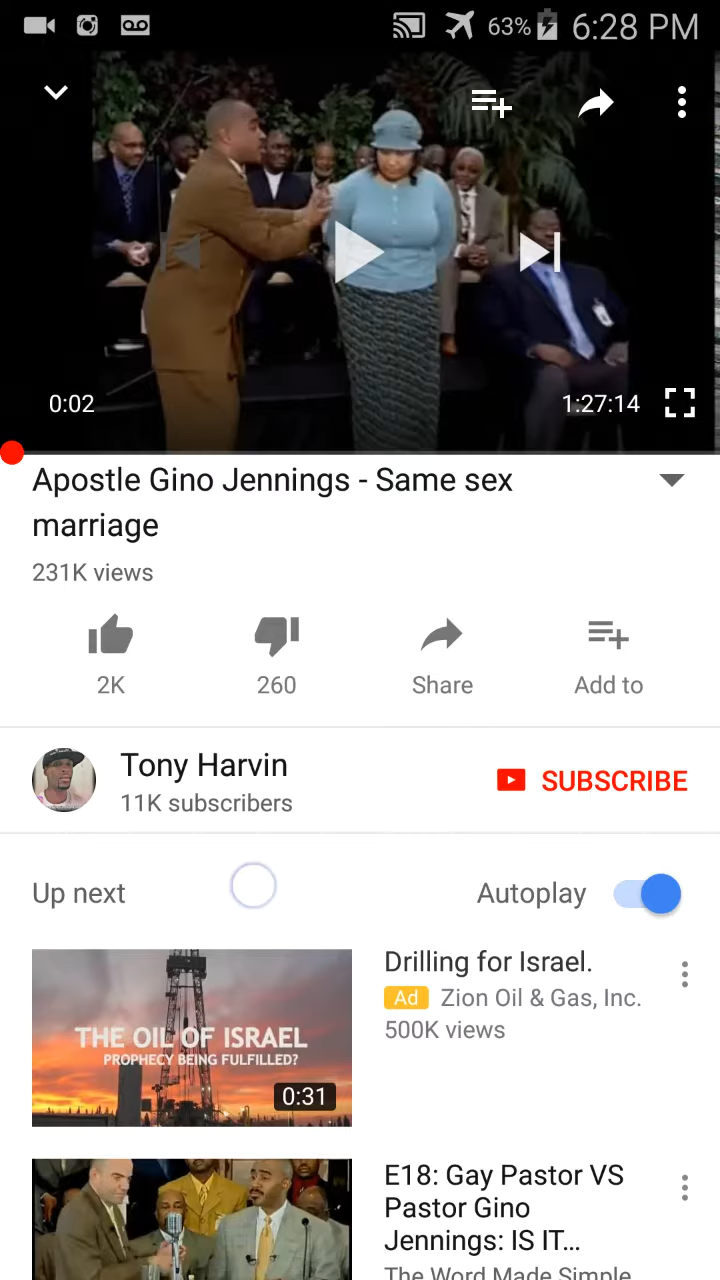 63% 6:28 PM
0:02 1:27:14
Apostle Gino Jennings - Same sex
marriage
231K views
2K 260 Share Add to
Tony Harvin
11K subscribers
SUBSCRIBE
Up next Autoplay
THE OIL OF ISRAEL
PROPHECY BEING FULFILLED?
0:31
Drilling for Israel.
Ad Zion Oil & Gas, Inc.
500K views
E18: Gay Pastor VS
Pastor Gino
Jennings: IS IT...
The Word Made Simple